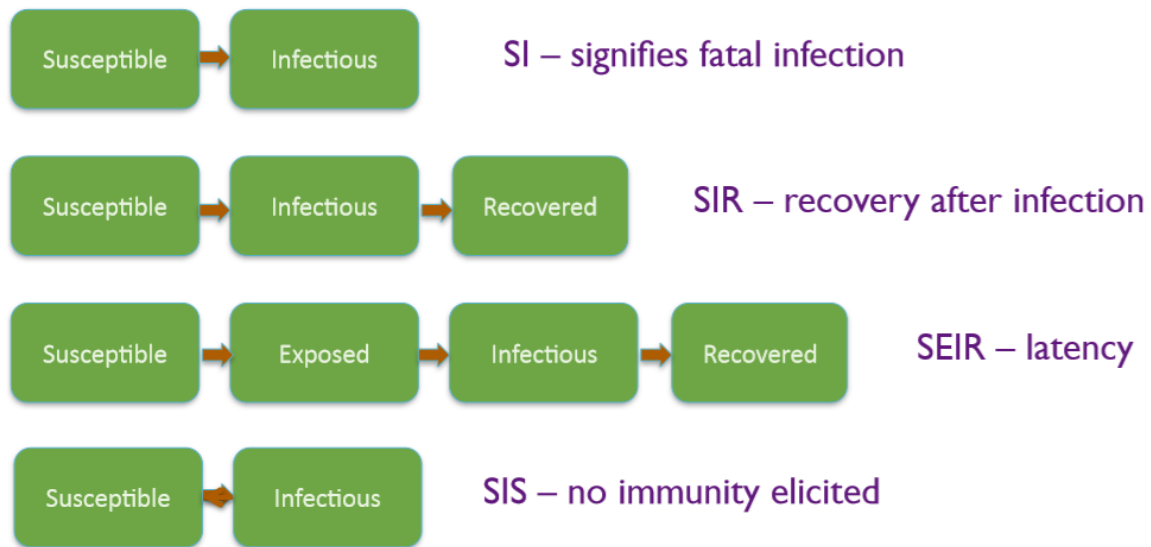 Susceptible Infectious SI – signifies fatal infection
Susceptible Infectious Recovered SIR – recovery after infection
Susceptible Exposed Infectious Recovered SEIR – latency
Susceptible Infectious SIS – no immunity elicited